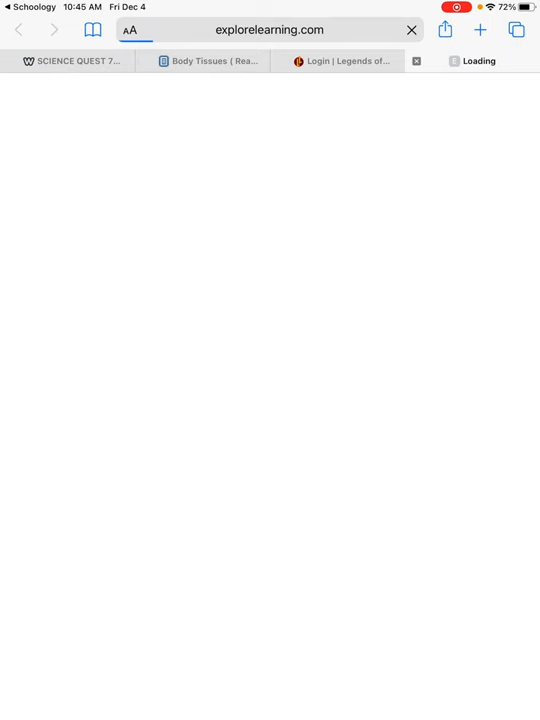 ◀ Schoology 10:45 AM Fri Dec 4 72%
AA explorelearning.com
SCIENCE QUEST 7... Body Tissues ( Rea... Login | Legends of... E Loading